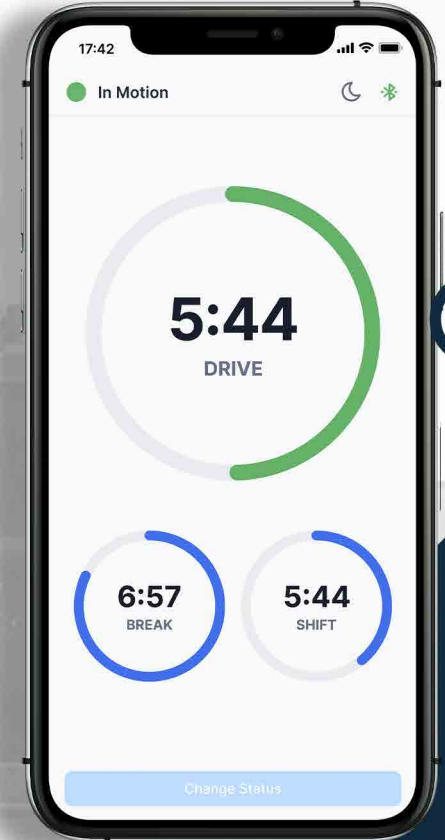 17:42
In Motion
5:44
DRIVE
6:57
BREAK
5:44
SHIFT
Change Status